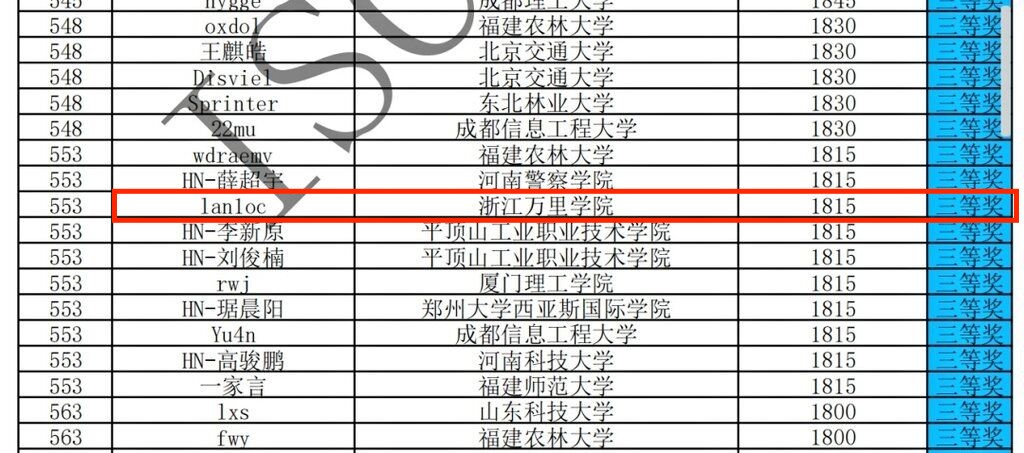 545 hygge 成都理工大学 1845 三等奖
548 oxdol 福建农林大学 1830 三等奖
548 王麒皓 北京交通大学 1830 三等奖
548 Disviel 北京交通大学 1830 三等奖
548 Sprinter 东北林业大学 1830 三等奖
548 22mu 成都信息工程大学 1830 三等奖
553 wdraemv 福建农林大学 1815 三等奖
553 HN-薛超宇 河南警察学院 1815 三等奖
553 lanloc 浙江万里学院 1815 三等奖
553 HN-李新原 平顶山工业职业技术学院 1815 三等奖
553 HN-刘俊楠 平顶山工业职业技术学院 1815 三等奖
553 rwj 厦门理工学院 1815 三等奖
553 HN-琚晨阳 郑州大学西亚斯国际学院 1815 三等奖
553 Yu4n 成都信息工程大学 1815 三等奖
553 HN-高骏鹏 河南科技大学 1815 三等奖
553 一家言 福建师范大学 1815 三等奖
563 lxs 山东科技大学 1800 三等奖
563 fwy 福建农林大学 1800 三等奖